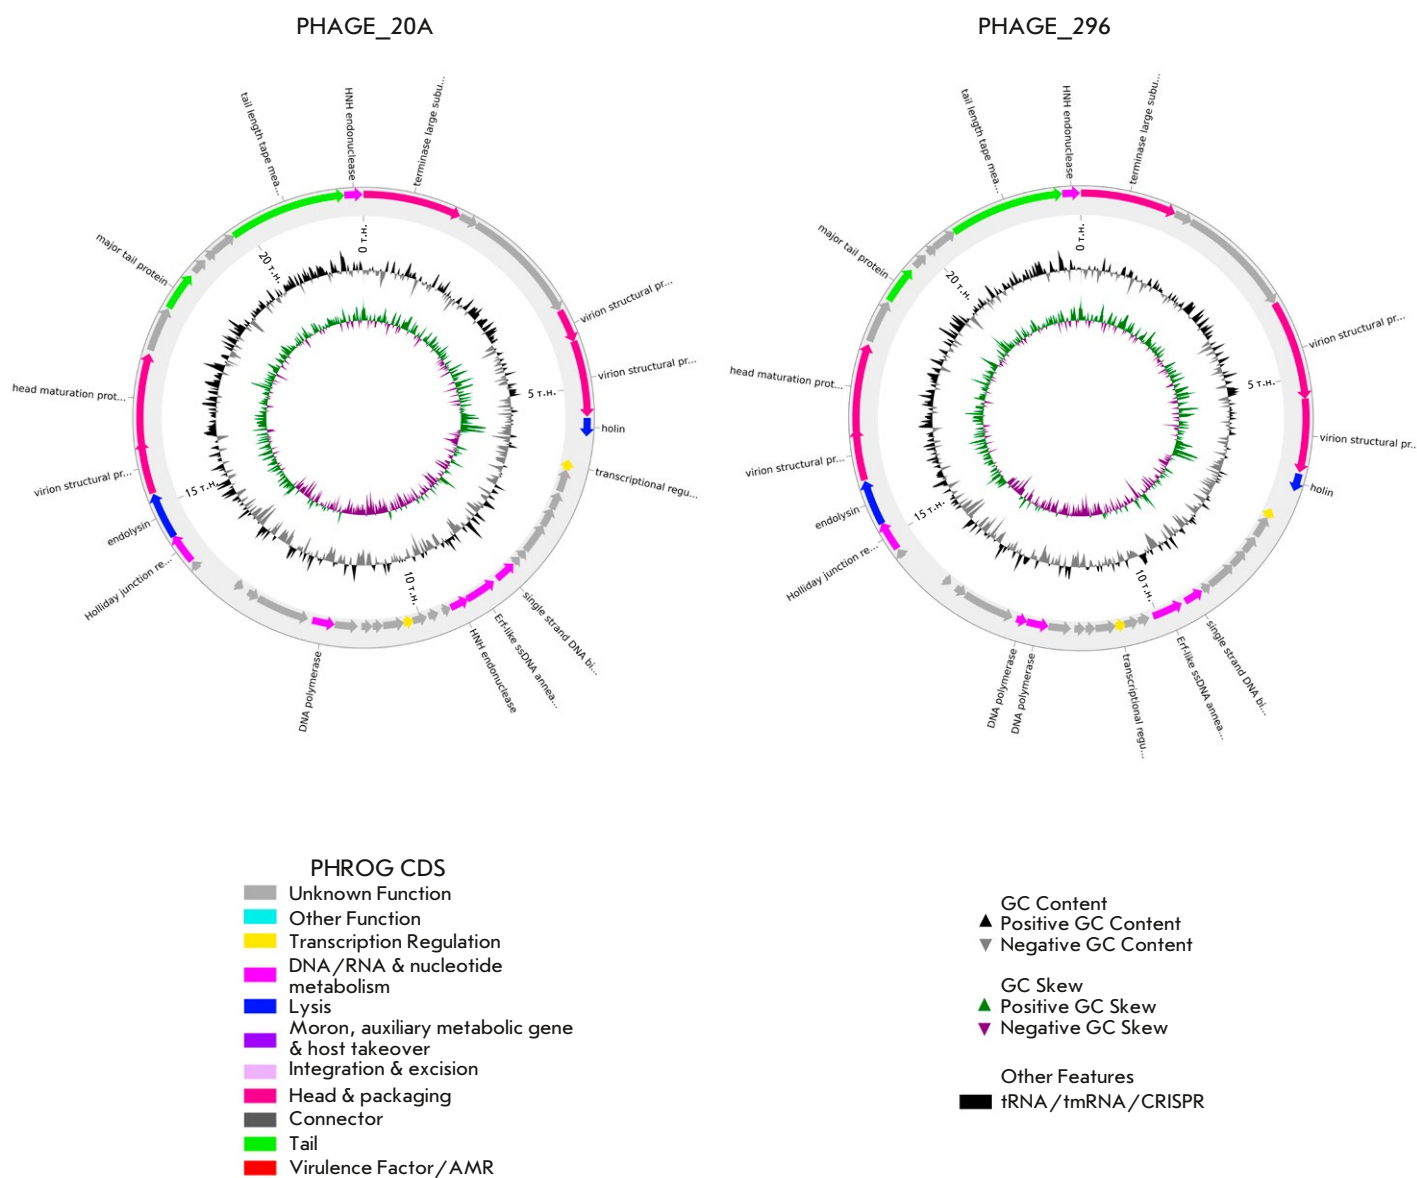 PHAGE_20A
tail length tape mea...
HNH endonuclease
terminase large subu...
major tail protein
virion structural pr...
virion structural pr...
head maturation prot...
holin
transcriptional regu...
virion structural pr...
endolysin
Holliday junction re...
single strand DNA bi...
Erf-like ssDNA annea...
HNH endonuclease
DNA polymerase
0 т.н.
5 т.н.
10 т.н.
15 т.н.
20 т.н.
PHAGE_296
tail length tape mea...
HNH endonuclease
terminase large subu...
major tail protein
virion structural pr...
head maturation prot...
virion structural pr...
virion structural pr...
holin
endolysin
Holliday junction re...
single strand DNA bi...
Erf-like ssDNA annea...
transcriptional regu...
DNA polymerase
DNA polymerase
0 т.н.
5 т.н.
10 т.н.
15 т.н.
20 т.н.
PHROG CDS
Unknown Function
Other Function
Transcription Regulation
DNA/RNA & nucleotide
metabolism
Lysis
Moron, auxiliary metabolic gene
& host takeover
Integration & excision
Head & packaging
Connector
Tail
Virulence Factor/AMR
GC Content
Positive GC Content
Negative GC Content
GC Skew
Positive GC Skew
Negative GC Skew
Other Features
tRNA/tmRNA/CRISPR